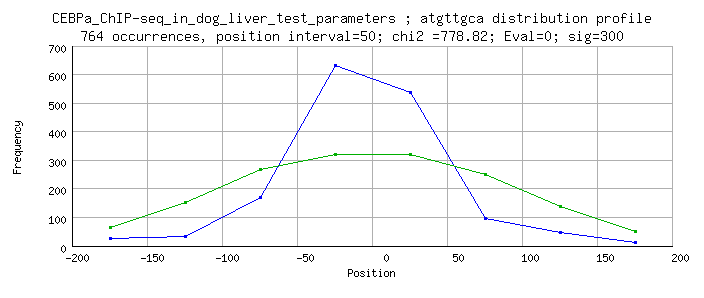 CEBPa_ChIP-seq_in_dog_liver_test_parameters ; atgttgca distribution profile
764 occurrences, position interval=50; chi2 =778.82; Eval=0; sig=300
700
600
500
400
300
200
100
0
Frequency
-200 -150 -100 -50 0 50 100 150 200
Position